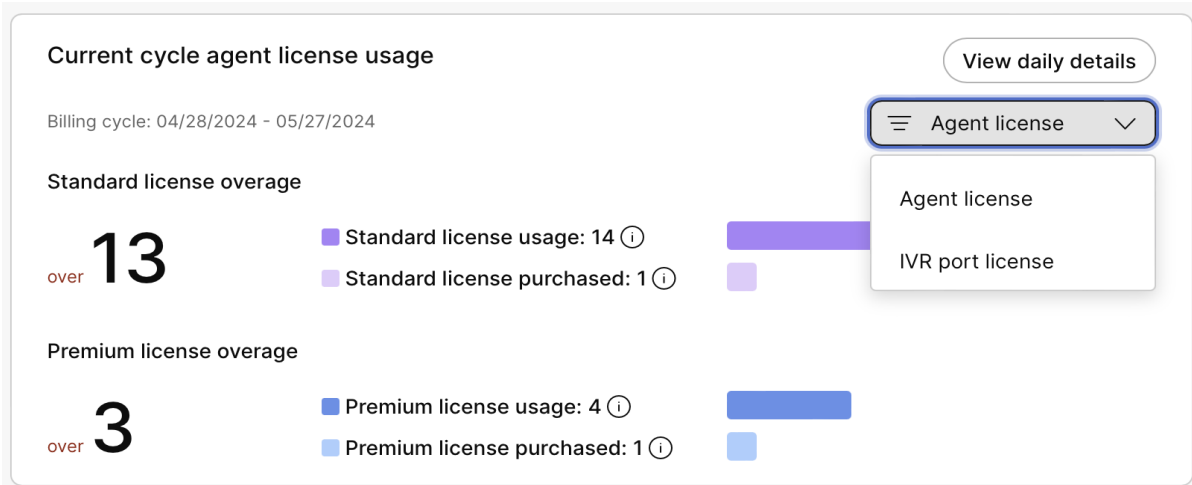 Current cycle agent license usage
View daily details
Billing cycle: 04/28/2024 - 05/27/2024
Agent license
Agent license
IVR port license
Standard license overage
over 13
Standard license usage: 14
Standard license purchased: 1
Premium license overage
over 3
Premium license usage: 4
Premium license purchased: 1